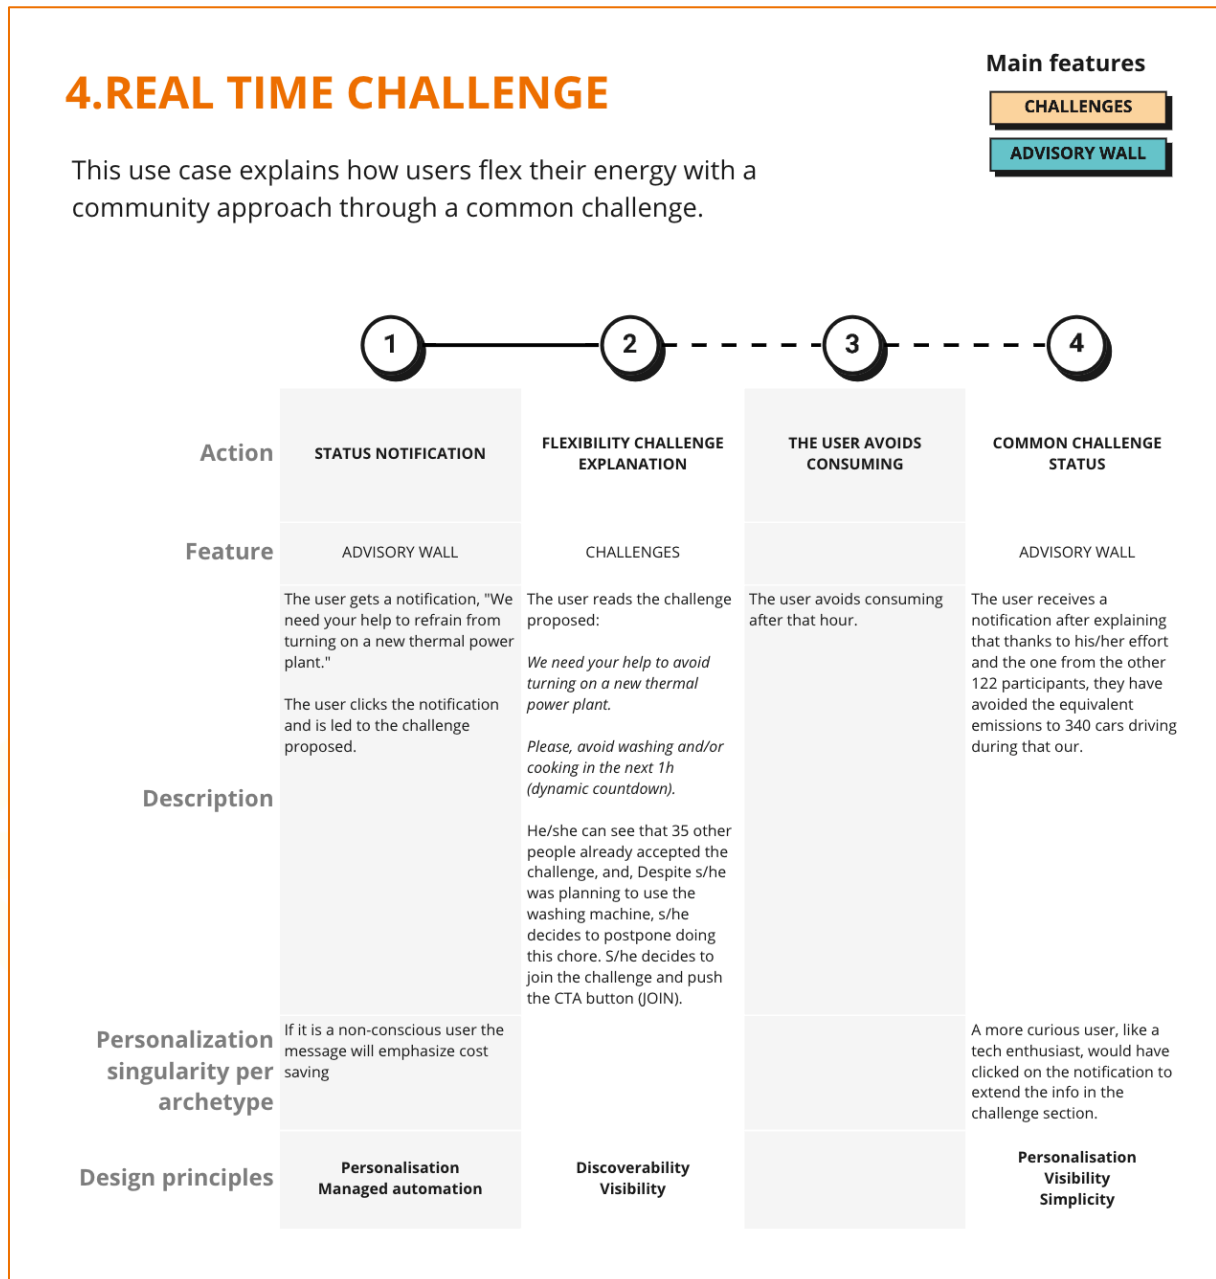 4.REAL TIME CHALLENGE
Main features
CHALLENGES
ADVISORY WALL
This use case explains how users flex their energy with a
community approach through a common challenge.
1
2
3
4
Action
STATUS NOTIFICATION
FLEXIBILITY CHALLENGE
EXPLANATION
THE USER AVOIDS
CONSUMING
COMMON CHALLENGE
STATUS
Feature
ADVISORY WALL
CHALLENGES
ADVISORY WALL
Description
The user gets a notification, "We
need your help to refrain from
turning on a new thermal power
plant."
The user clicks the notification
and is led to the challenge
proposed.
The user reads the challenge
proposed:
We need your help to avoid
turning on a new thermal
power plant.
Please, avoid washing and/or
cooking in the next 1h
(dynamic countdown).
He/she can see that 35 other
people already accepted the
challenge, and, Despite s/he
was planning to use the
washing machine, s/he
decides to postpone doing
this chore. S/he decides to
join the challenge and push
the CTA button (JOIN).
The user avoids consuming
after that hour.
The user receives a
notification after explaining
that thanks to his/her effort
and the one from the other
122 participants, they have
avoided the equivalent
emissions to 340 cars driving
during that our.
Personalization
singularity per
archetype
If it is a non-conscious user the
message will emphasize cost
saving
A more curious user, like a
tech enthusiast, would have
clicked on the notification to
extend the info in the
challenge section.
Design principles
Personalisation
Managed automation
Discoverability
Visibility
Personalisation
Visibility
Simplicity